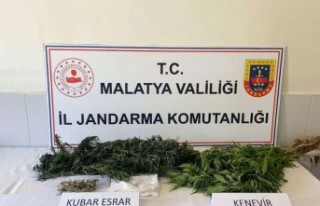 T.C.
MALATYA VALİLİĞİ
İL JANDARMA KOMUTANLIĞI
KUBAR ESRAR
KENEVİR